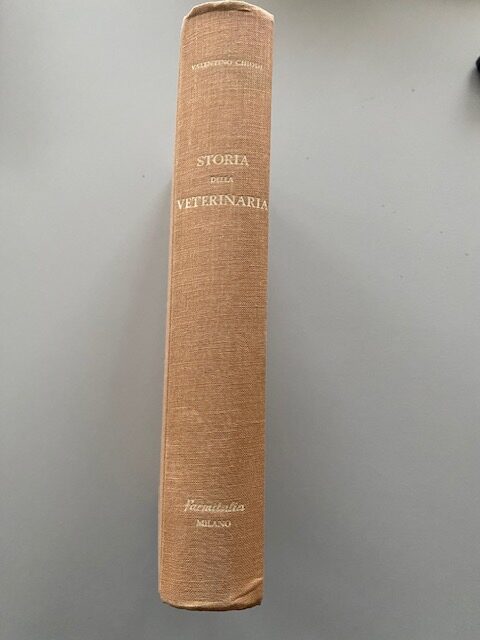 VALENTINO CHIODI
STORIA
DELLA
VETERINARIA
Farmitalia
MILANO